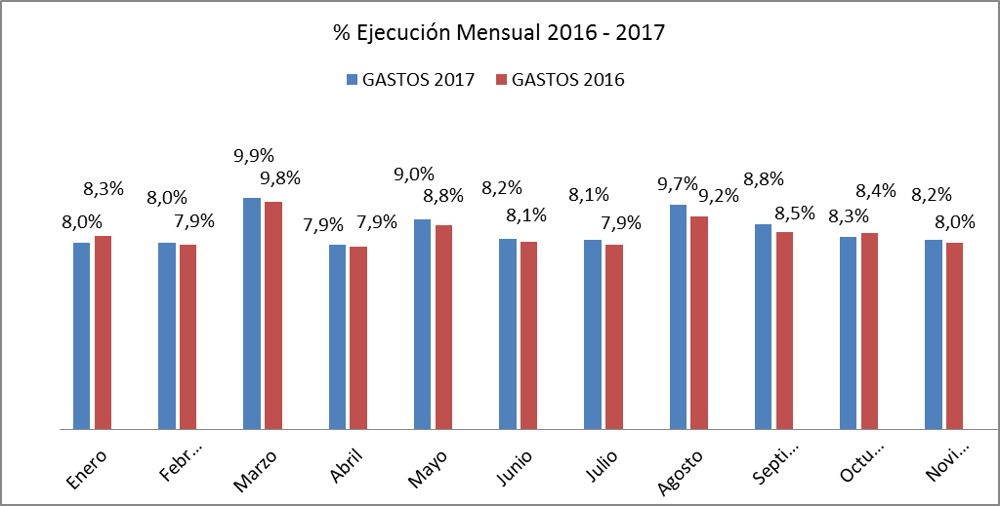 % Ejecución Mensual 2016 - 2017
GASTOS 2017 GASTOS 2016
8,0% 8,3% 8,0% 7,9% 9,9% 9,8% 7,9% 7,9% 9,0% 8,8% 8,2% 8,1% 8,1% 7,9% 9,7% 9,2% 8,8% 8,5% 8,3% 8,4% 8,2% 8,0%
Enero Febr... Marzo Abril Mayo Junio Julio Agosto Septi... Octu... Novi...